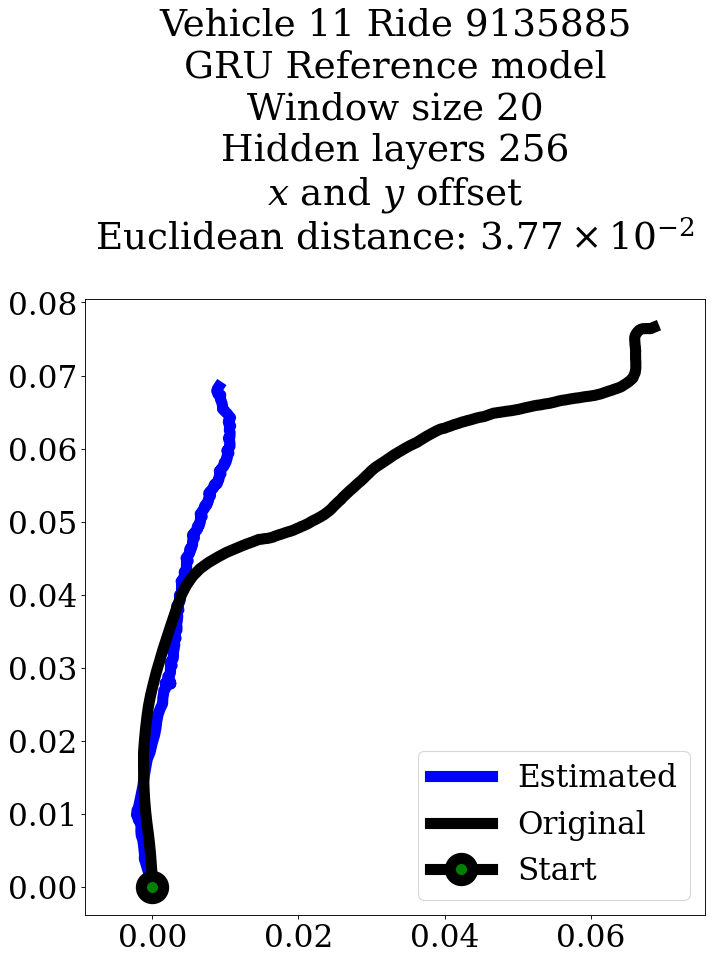 Vehicle 11 Ride 9135885
GRU Reference model
Window size 20
Hidden layers 256
x and y offset
Euclidean distance: 3.77 × 10⁻²
0.08
0.07
0.06
0.05
0.04
0.03
0.02
0.01
0.00
Estimated
Original
Start
0.00 0.02 0.04 0.06